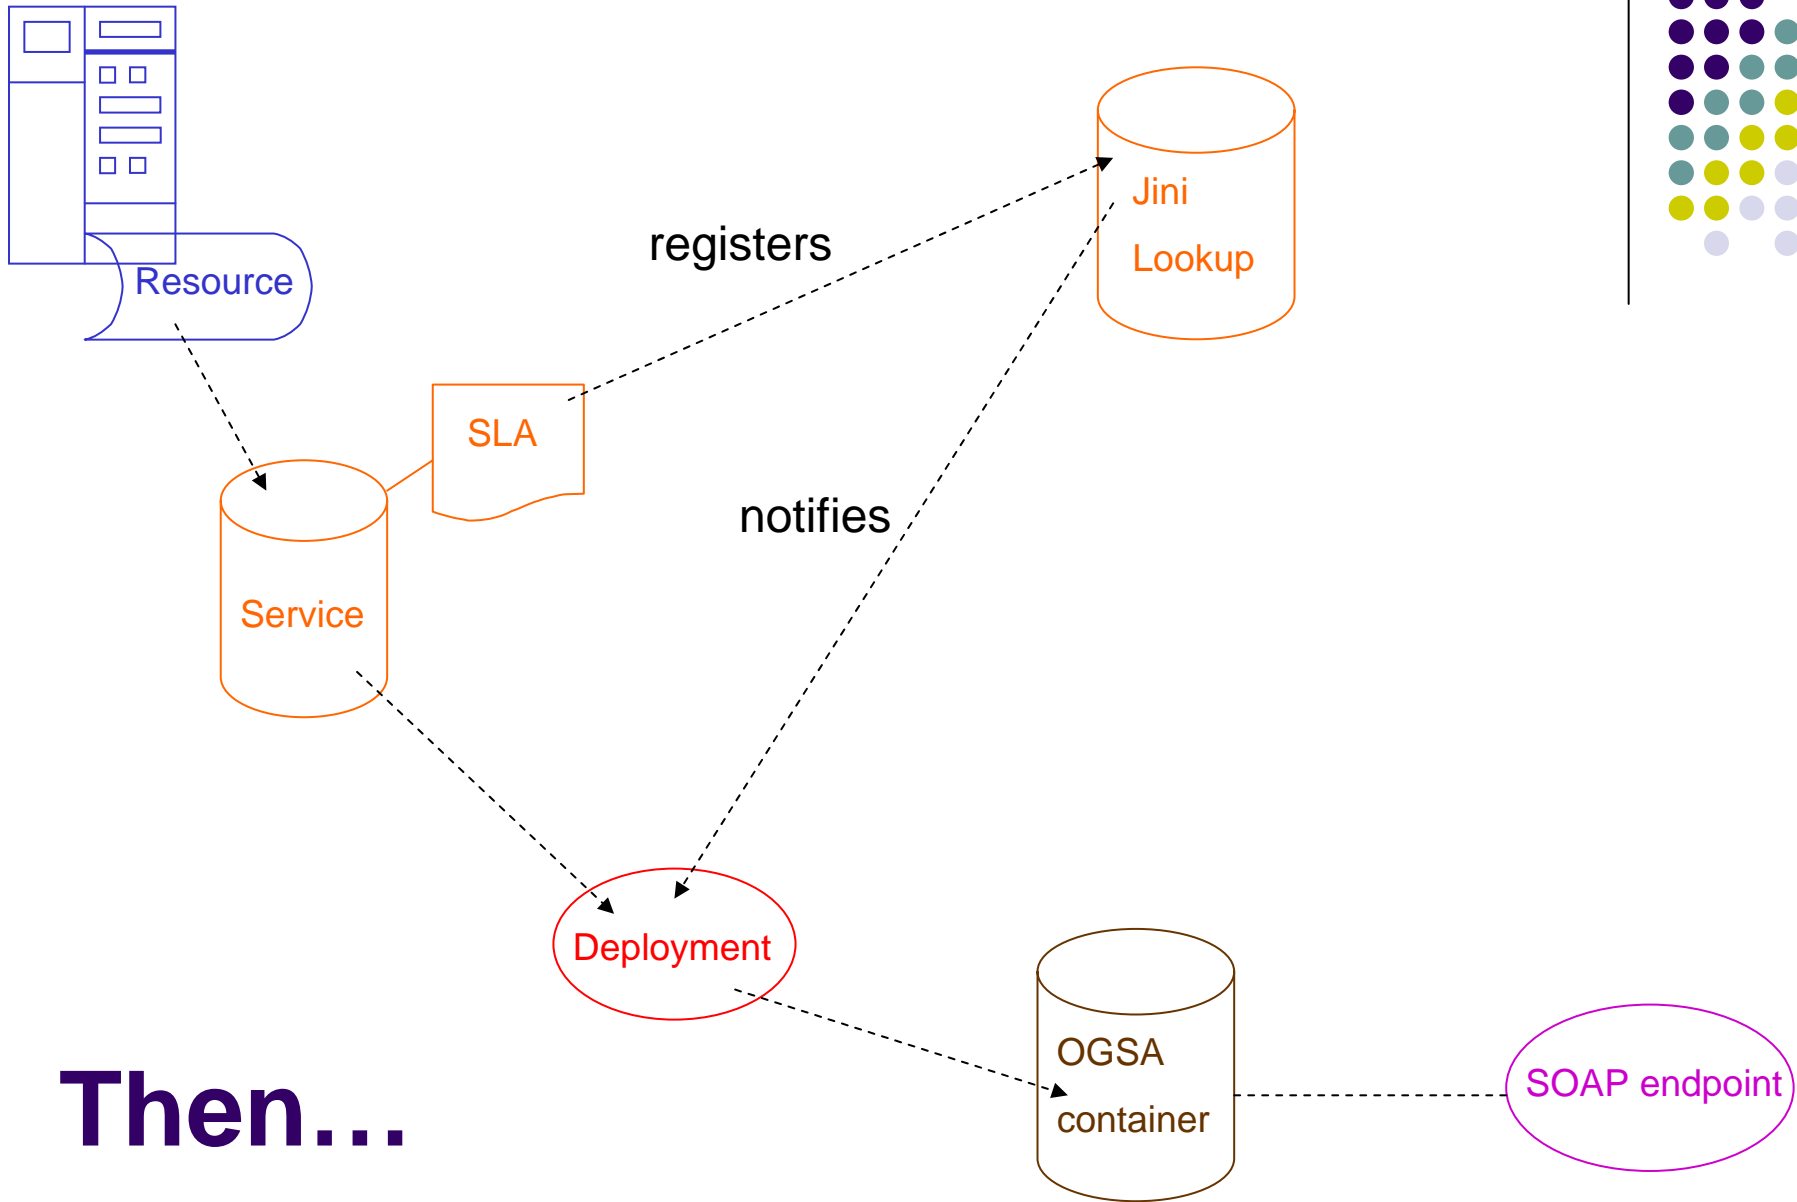 Resource
registers
Jini
Lookup
SLA
notifies
Service
Deployment
OGSA
container
SOAP endpoint
Then…